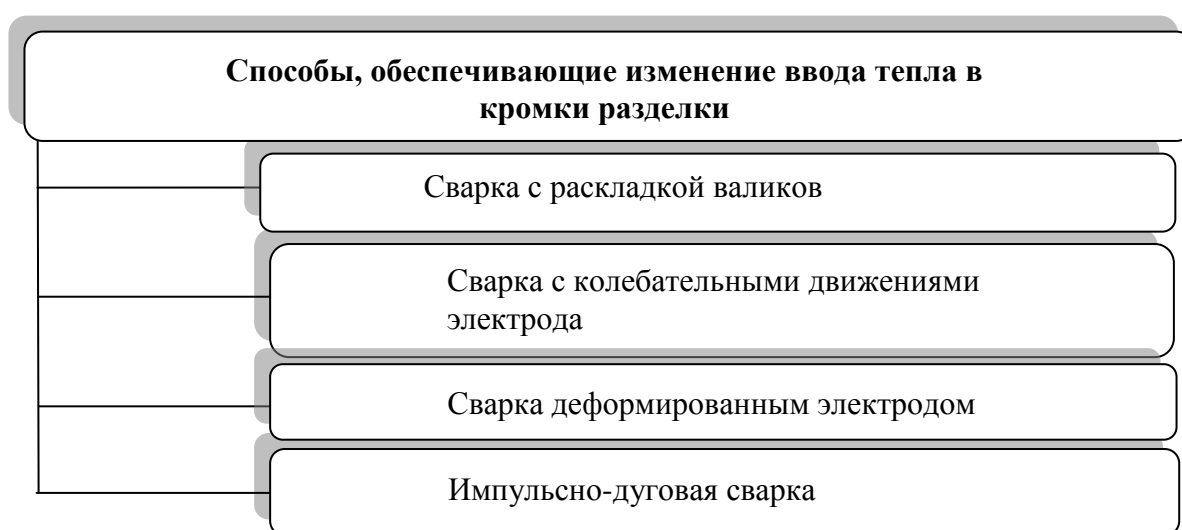 Способы, обеспечивающие изменение ввода тепла в
кромки разделки
Сварка с раскладкой валиков
Сварка с колебательными движениями
электрода
Сварка деформированным электродом
Импульсно-дуговая сварка